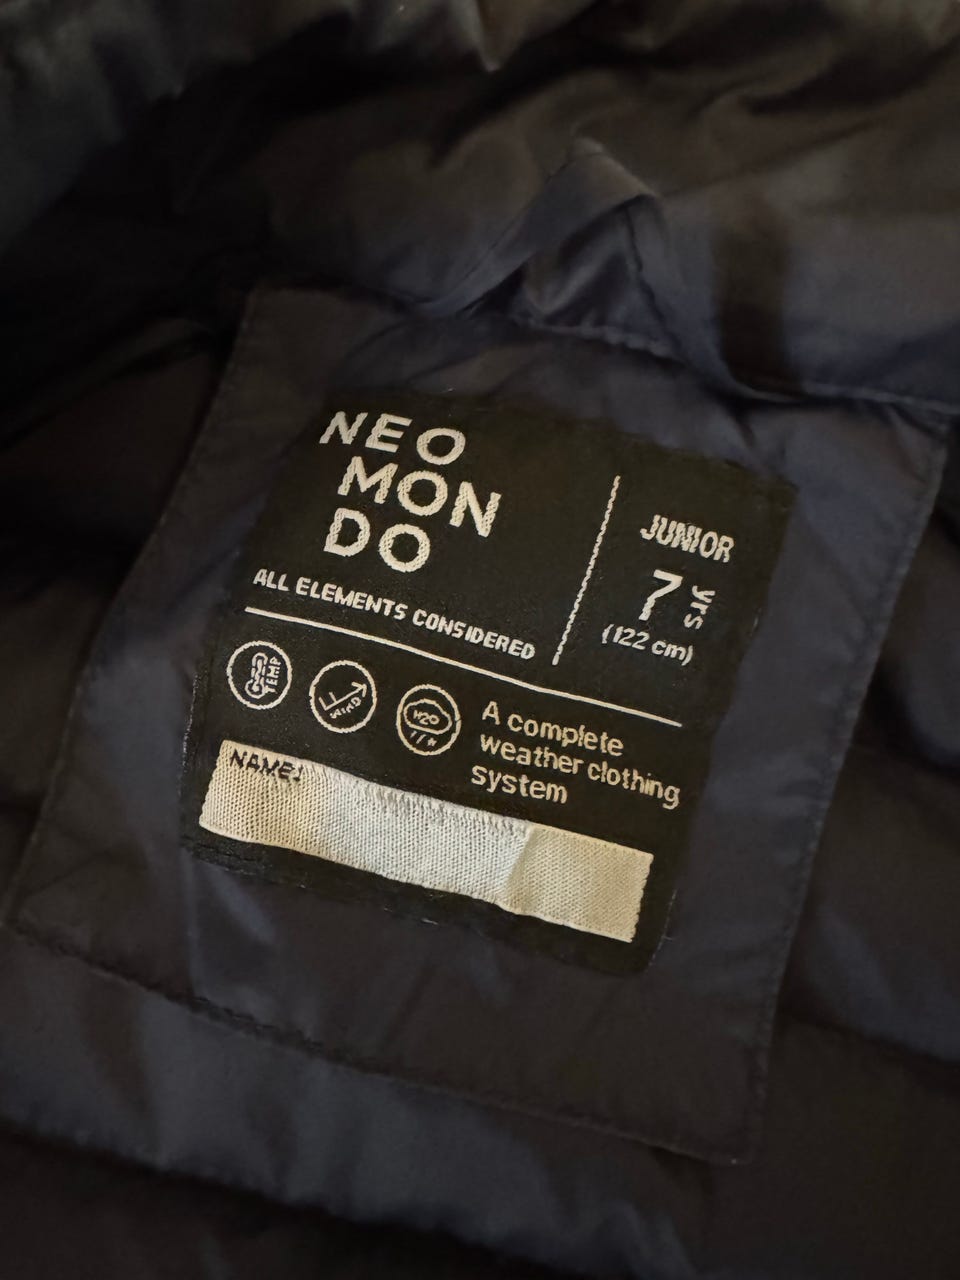 NEO
MON
DO
ALL ELEMENTS CONSIDERED
JUNIOR
7 yrs
(122 cm)
TEMP
WIND
H2O
A complete
weather clothing
system
NAME: